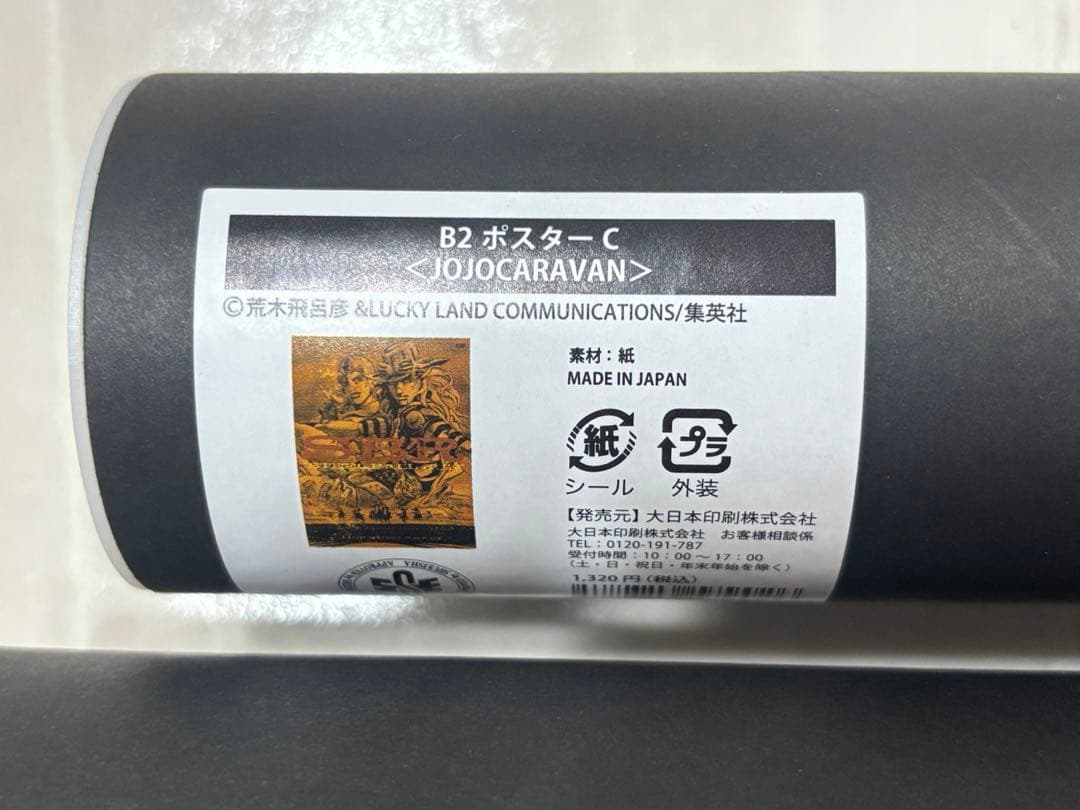 B2 ポスター C
＜JOJOCARAVAN＞
©荒木飛呂彦 &LUCKY LAND COMMUNICATIONS/集英社
素材：紙
MADE IN JAPAN
紙
プラ
シール
外装
【発売元】大日本印刷株式会社
大日本印刷株式会社 お客様相談係
TEL：0120-191-787
受付時間：10：00～17：00
（土・日・祝日・年末年始を除く）
1,320円（税込）